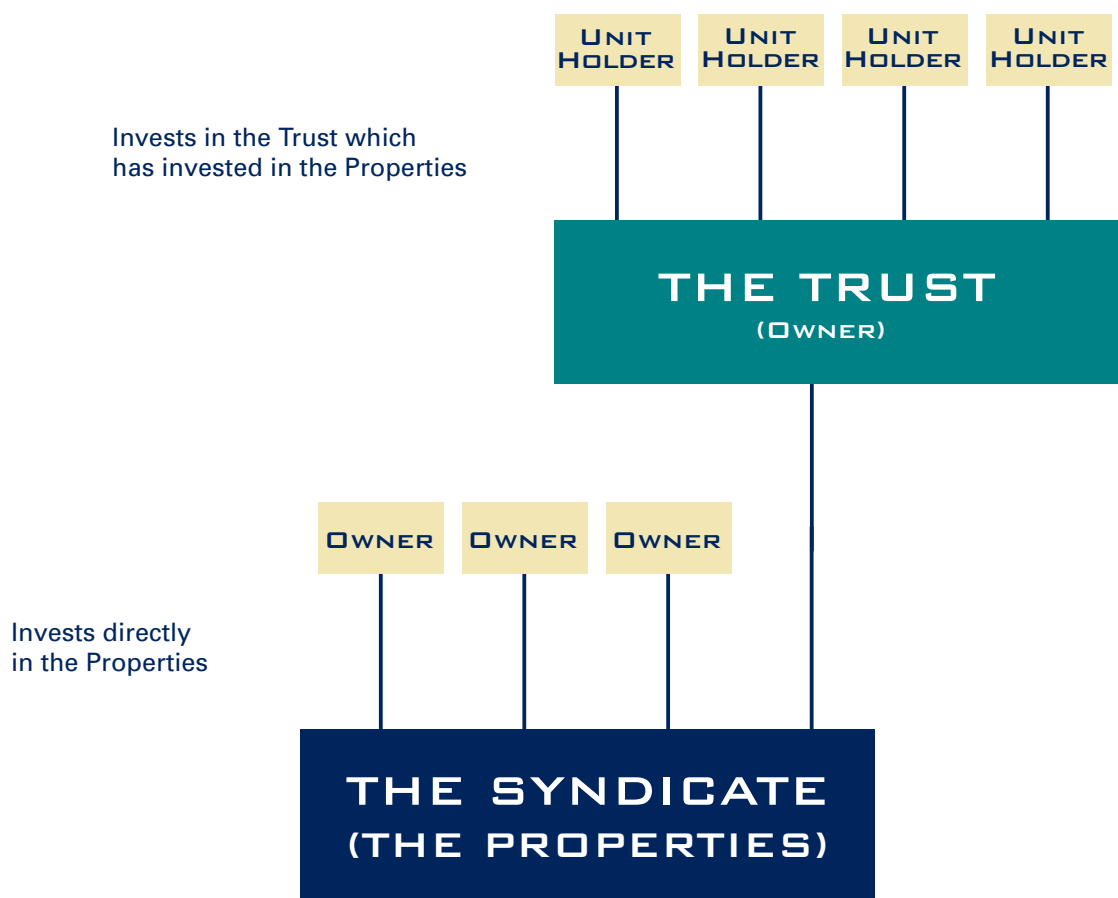 UNIT UNIT UNIT UNIT
HOLDER HOLDER HOLDER HOLDER
Invests in the Trust which
has invested in the Properties
THE TRUST
(OWNER)
OWNER OWNER OWNER
Invests directly
in the Properties
THE SYNDICATE
(THE PROPERTIES)